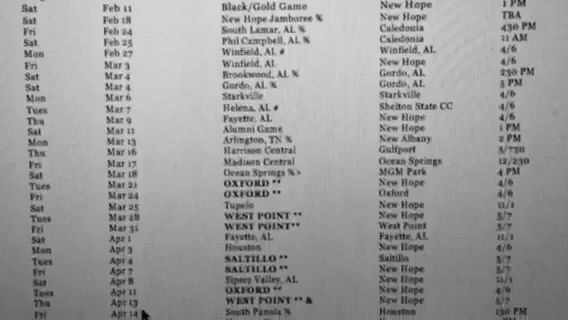 Sat Feb 11 Black/Gold Game New Hope 1 PM
Sat Feb 18 New Hope Jamboree % New Hope TBA
Fri Feb 24 South Lamar, AL % Caledonia 430 PM
Sat Feb 25 Phil Campbell, AL % Caledonia 11 AM
Mon Feb 27 Winfield, AL # Winfield, AL 4/6
Fri Mar 3 Winfield, AL New Hope 4/6
Sat Mar 4 Brookwood, AL % Gordo, AL 230 PM
Sat Mar 4 Gordo, AL % Gordo, AL 5 PM
Mon Mar 6 Starkville Starkville 4/6
Tues Mar 7 Helena, AL # Shelton State CC 4/6
Thu Mar 9 Fayette, AL New Hope 4/6
Sat Mar 11 Alumni Game New Hope 1 PM
Mon Mar 13 Arlington, TN % New Albany 2 PM
Thu Mar 16 Harrison Central Gulfport 5/730
Fri Mar 17 Madison Central Ocean Springs 12/230
Sat Mar 18 Ocean Springs %> MGM Park 4 PM
Tues Mar 21 OXFORD ** New Hope 4/6
Fri Mar 24 OXFORD ** Oxford 4/6
Sat Mar 25 Tupelo New Hope 11/1
Tues Mar 28 WEST POINT ** New Hope 5/7
Fri Mar 31 WEST POINT** West Point 5/7
Sat Apr 1 Fayette, AL Fayette, AL 11/1
Mon Apr 3 Houston New Hope 4/6
Tues Apr 4 SALTILLO ** Saltillo 5/7
Fri Apr 7 SALTILLO ** New Hope 5/7
Sat Apr 8 Sipsey Valley, AL New Hope 11/1
Tues Apr 11 OXFORD ** New Hope 4/6
Thu Apr 13 WEST POINT ** & New Hope 5/7
Fri Apr 14 South Panola % Houston 130 PM